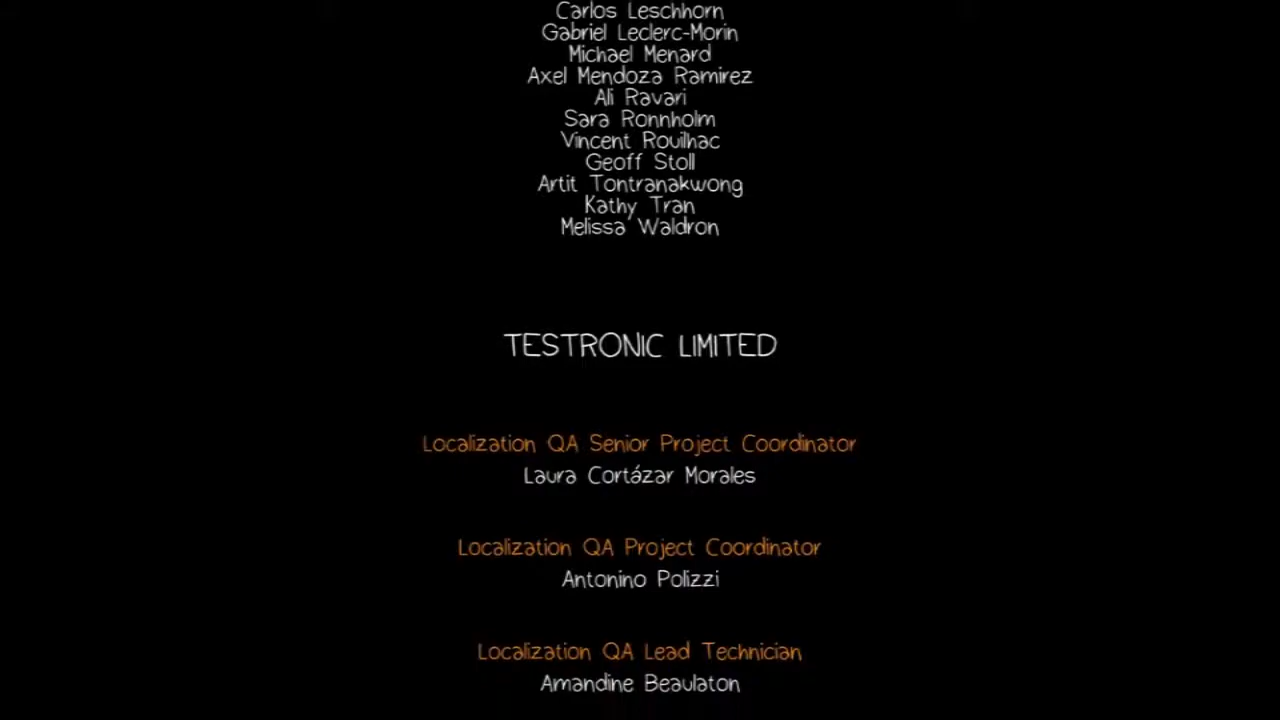 Carlos Leschhorn
Gabriel Leclerc-Morin
Michael Menard
Axel Mendoza Ramirez
Ali Ravari
Sara Ronnholm
Vincent Rouilhac
Geoff Stoll
Artit Tontranakwong
Kathy Tran
Melissa Waldron
TESTRONIC LIMITED
Localization QA Senior Project Coordinator
Laura Cortázar Morales
Localization QA Project Coordinator
Antonino Polizzi
Localization QA Lead Technician
Amandine Beaulaton